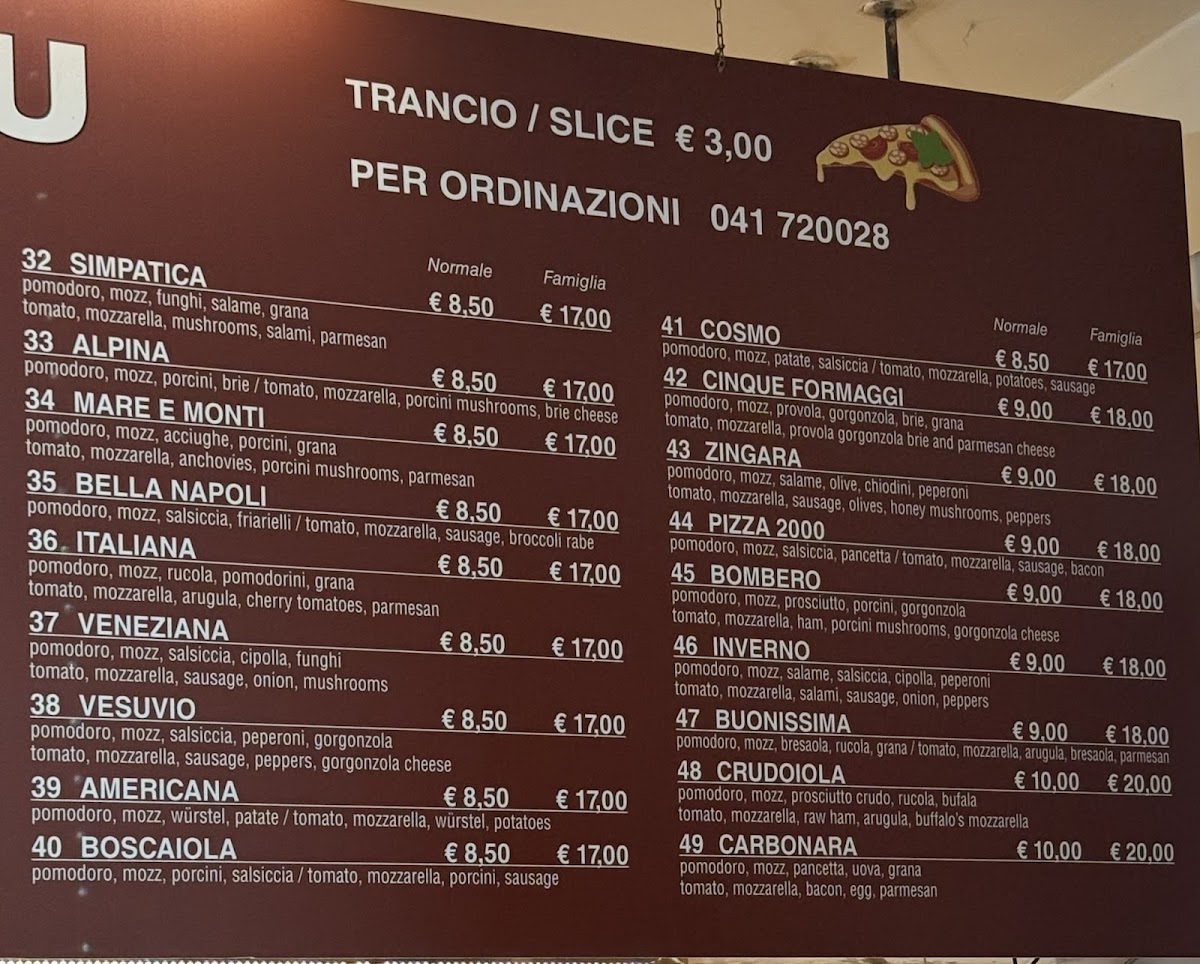 U
TRANCIO / SLICE € 3,00
PER ORDINAZIONI 041 720028
Normale Famiglia
32 SIMPATICA € 8,50 € 17,00
pomodoro, mozz, funghi, salame, grana
tomato, mozzarella, mushrooms, salami, parmesan
33 ALPINA € 8,50 € 17,00
pomodoro, mozz, porcini, brie / tomato, mozzarella, porcini mushrooms, brie cheese
34 MARE E MONTI € 8,50 € 17,00
pomodoro, mozz, acciughe, porcini, grana
tomato, mozzarella, anchovies, porcini mushrooms, parmesan
35 BELLA NAPOLI € 8,50 € 17,00
pomodoro, mozz, salsiccia, friarielli / tomato, mozzarella, sausage, broccoli rabe
36 ITALIANA € 8,50 € 17,00
pomodoro, mozz, rucola, pomodorini, grana
tomato, mozzarella, arugula, cherry tomatoes, parmesan
37 VENEZIANA € 8,50 € 17,00
pomodoro, mozz, salsiccia, cipolla, funghi
tomato, mozzarella, sausage, onion, mushrooms
38 VESUVIO € 8,50 € 17,00
pomodoro, mozz, salsiccia, peperoni, gorgonzola
tomato, mozzarella, sausage, peppers, gorgonzola cheese
39 AMERICANA € 8,50 € 17,00
pomodoro, mozz, würstel, patate / tomato, mozzarella, würstel, potatoes
40 BOSCAIOLA € 8,50 € 17,00
pomodoro, mozz, porcini, salsiccia / tomato, mozzarella, porcini, sausage
Normale Famiglia
41 COSMO € 8,50 € 17,00
pomodoro, mozz, patate, salsiccia / tomato, mozzarella, potatoes, sausage
42 CINQUE FORMAGGI € 9,00 € 18,00
pomodoro, mozz, provola, gorgonzola, brie, grana
tomato, mozzarella, provola gorgonzola brie and parmesan cheese
43 ZINGARA € 9,00 € 18,00
pomodoro, mozz, salame, olive, chiodini, peperoni
tomato, mozzarella, sausage, olives, honey mushrooms, peppers
44 PIZZA 2000 € 9,00 € 18,00
pomodoro, mozz, salsiccia, pancetta / tomato, mozzarella, sausage, bacon
45 BOMBERO € 9,00 € 18,00
pomodoro, mozz, prosciutto, porcini, gorgonzola
tomato, mozzarella, ham, porcini mushrooms, gorgonzola cheese
46 INVERNO € 9,00 € 18,00
pomodoro, mozz, salame, salsiccia, cipolla, peperoni
tomato, mozzarella, salami, sausage, onion, peppers
47 BUONISSIMA € 9,00 € 18,00
pomodoro, mozz, bresaola, rucola, grana / tomato, mozzarella, arugula, bresaola, parmesan
48 CRUDOIOLA € 10,00 € 20,00
pomodoro, mozz, prosciutto crudo, rucola, bufala
tomato, mozzarella, raw ham, arugula, buffalo's mozzarella
49 CARBONARA € 10,00 € 20,00
pomodoro, mozz, pancetta, uova, grana
tomato, mozzarella, bacon, egg, parmesan